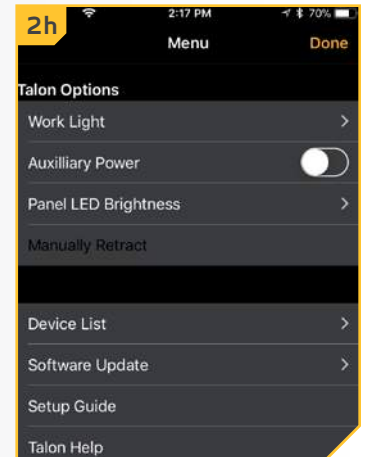 2h
2:17 PM 70%
Menu Done
Talon Options
Work Light
Auxilliary Power
Panel LED Brightness
Manually Retract
Device List
Software Update
Setup Guide
Talon Help